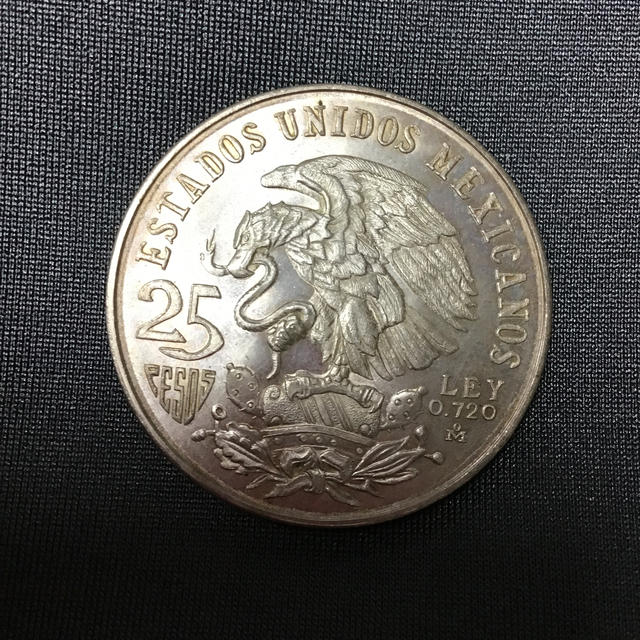 ESTADOS UNIDOS MEXICANOS
25
PESOS
LEY
0.720
M